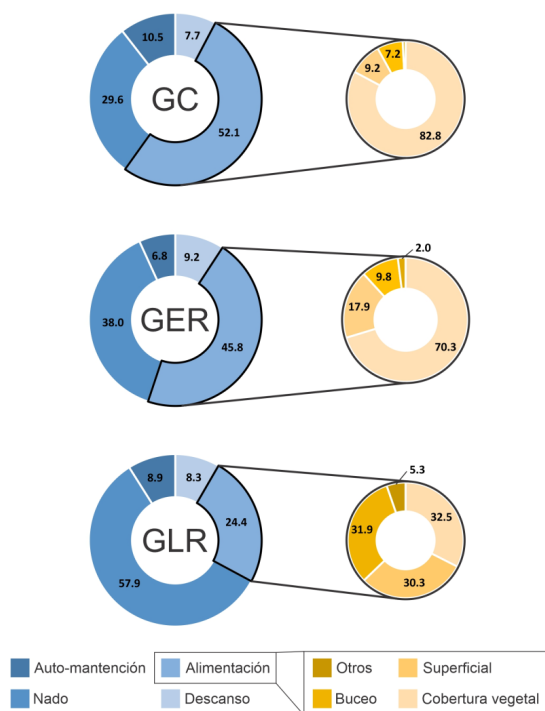 10.5
7.7
7.2
9.2
29.6
GC
52.1
82.8
6.8
9.2
2.0
9.8
17.9
38.0
GER
45.8
70.3
8.9
8.3
5.3
24.4
32.5
31.9
GLR
57.9
30.3
Auto-mantención
Alimentación
Otros
Superficial
Nado
Descanso
Buceo
Cobertura vegetal